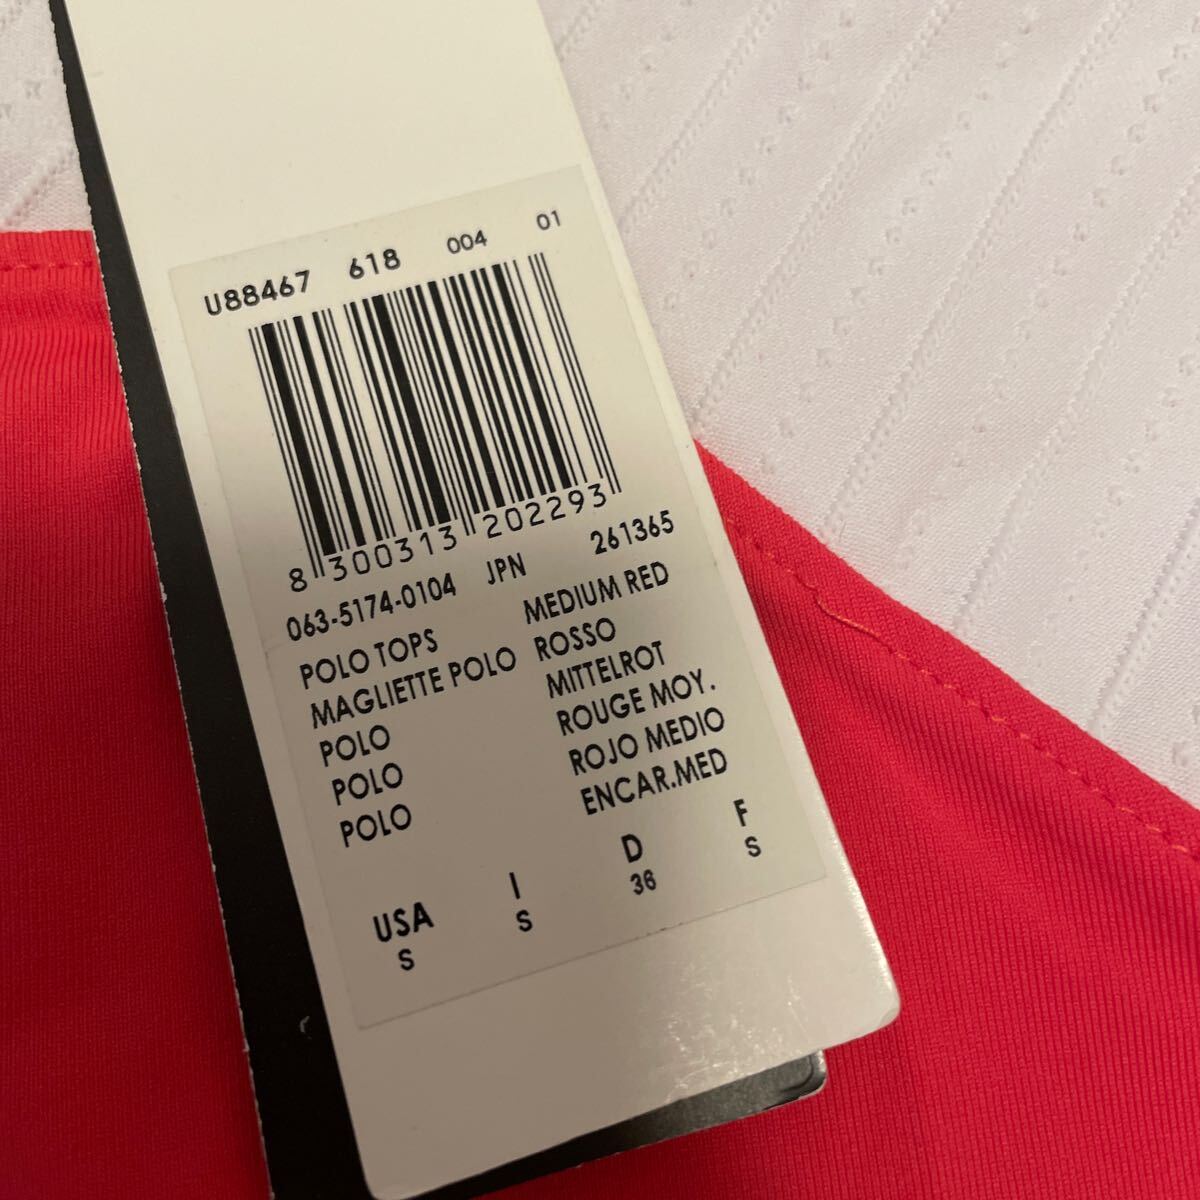 U88467 618 004 01
8 300313 202293
063-5174-0104 JPN 261365
POLO TOPS MEDIUM RED
MAGLIETTE POLO ROSSO
POLO MITTELROT
POLO ROUGE MOY.
POLO ROJO MEDIO
ENCAR.MED
USA I D F
S S 36 S